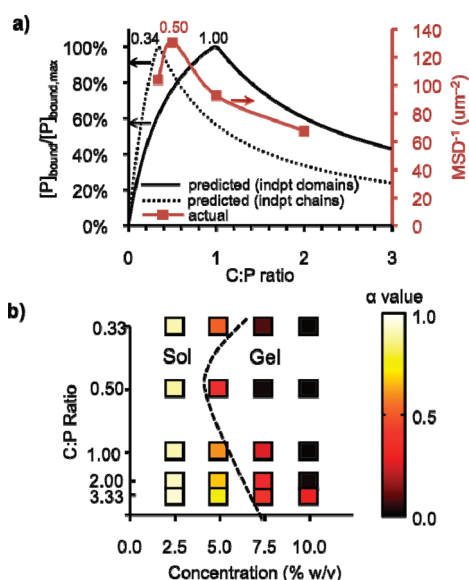 a)
0.34 0.50 1.00
100%
80%
60%
40%
20%
0%
[P]bound/[P]bound,max
140
120
100
80
60
40
20
0
MSD⁻¹ (um⁻²)
predicted (indpt domains)
predicted (indpt chains)
actual
0 1 2 3
C:P ratio
b)
α value
0.33
0.50
1.00
2.00
3.33
C:P Ratio
Sol Gel
1.0
0.5
0.0
0.0 2.5 5.0 7.5 10.0
Concentration (% w/v)